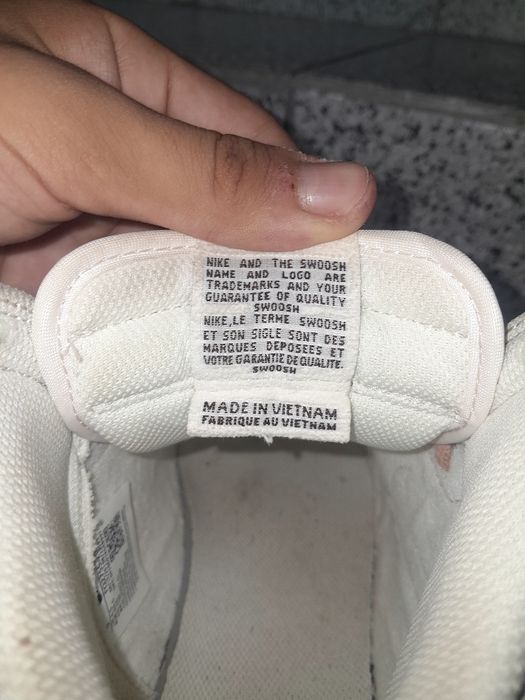 NIKE AND THE SWOOSH
NAME AND LOGO ARE
TRADEMARKS AND YOUR
GUARANTEE OF QUALITY
SWOOSH
NIKE,LE TERME SWOOSH
ET SON SIGLE SONT DES
MARQUES DEPOSEES ET
VOTRE GARANTIE DE QUALITE.
SWOOSH
MADE IN VIETNAM
FABRIQUE AU VIETNAM